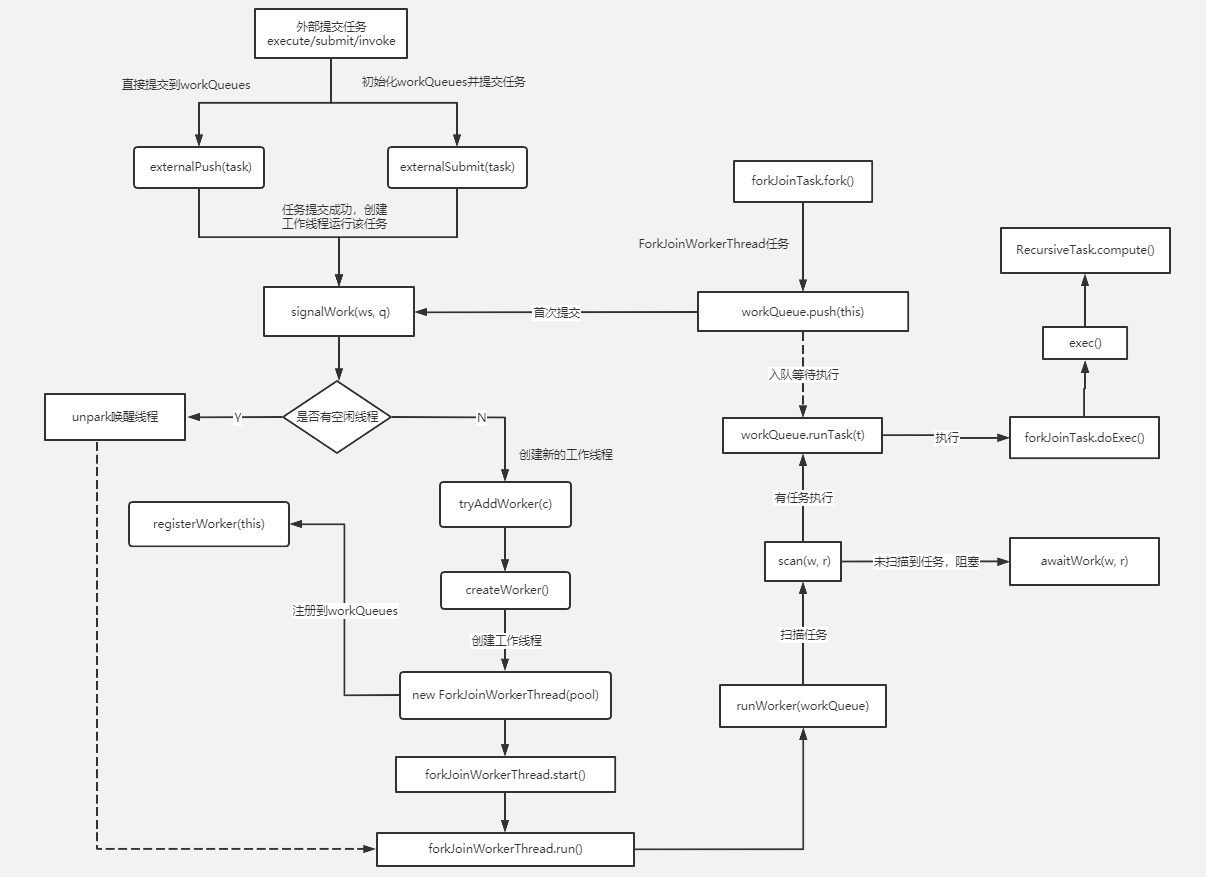 外部提交任务
execute/submit/invoke
直接提交到workQueues
初始化workQueues并提交任务
externalPush(task)
externalSubmit(task)
任务提交成功，创建
工作线程运行该任务
signalWork(ws, q)
首次提交
forkJoinTask.fork()
ForkJoinWorkerThread任务
workQueue.push(this)
入队等待执行
RecursiveTask.compute()
exec()
unpark唤醒线程
Y
是否有空闲线程
N
workQueue.runTask(t)
执行
forkJoinTask.doExec()
创建新的工作线程
有任务执行
registerWorker(this)
tryAddWorker(c)
scan(w, r)
未扫描到任务，阻塞
awaitWork(w, r)
createWorker()
注册到workQueues
创建工作线程
扫描任务
new ForkJoinWorkerThread(pool)
runWorker(workQueue)
forkJoinWorkerThread.start()
forkJoinWorkerThread.run()